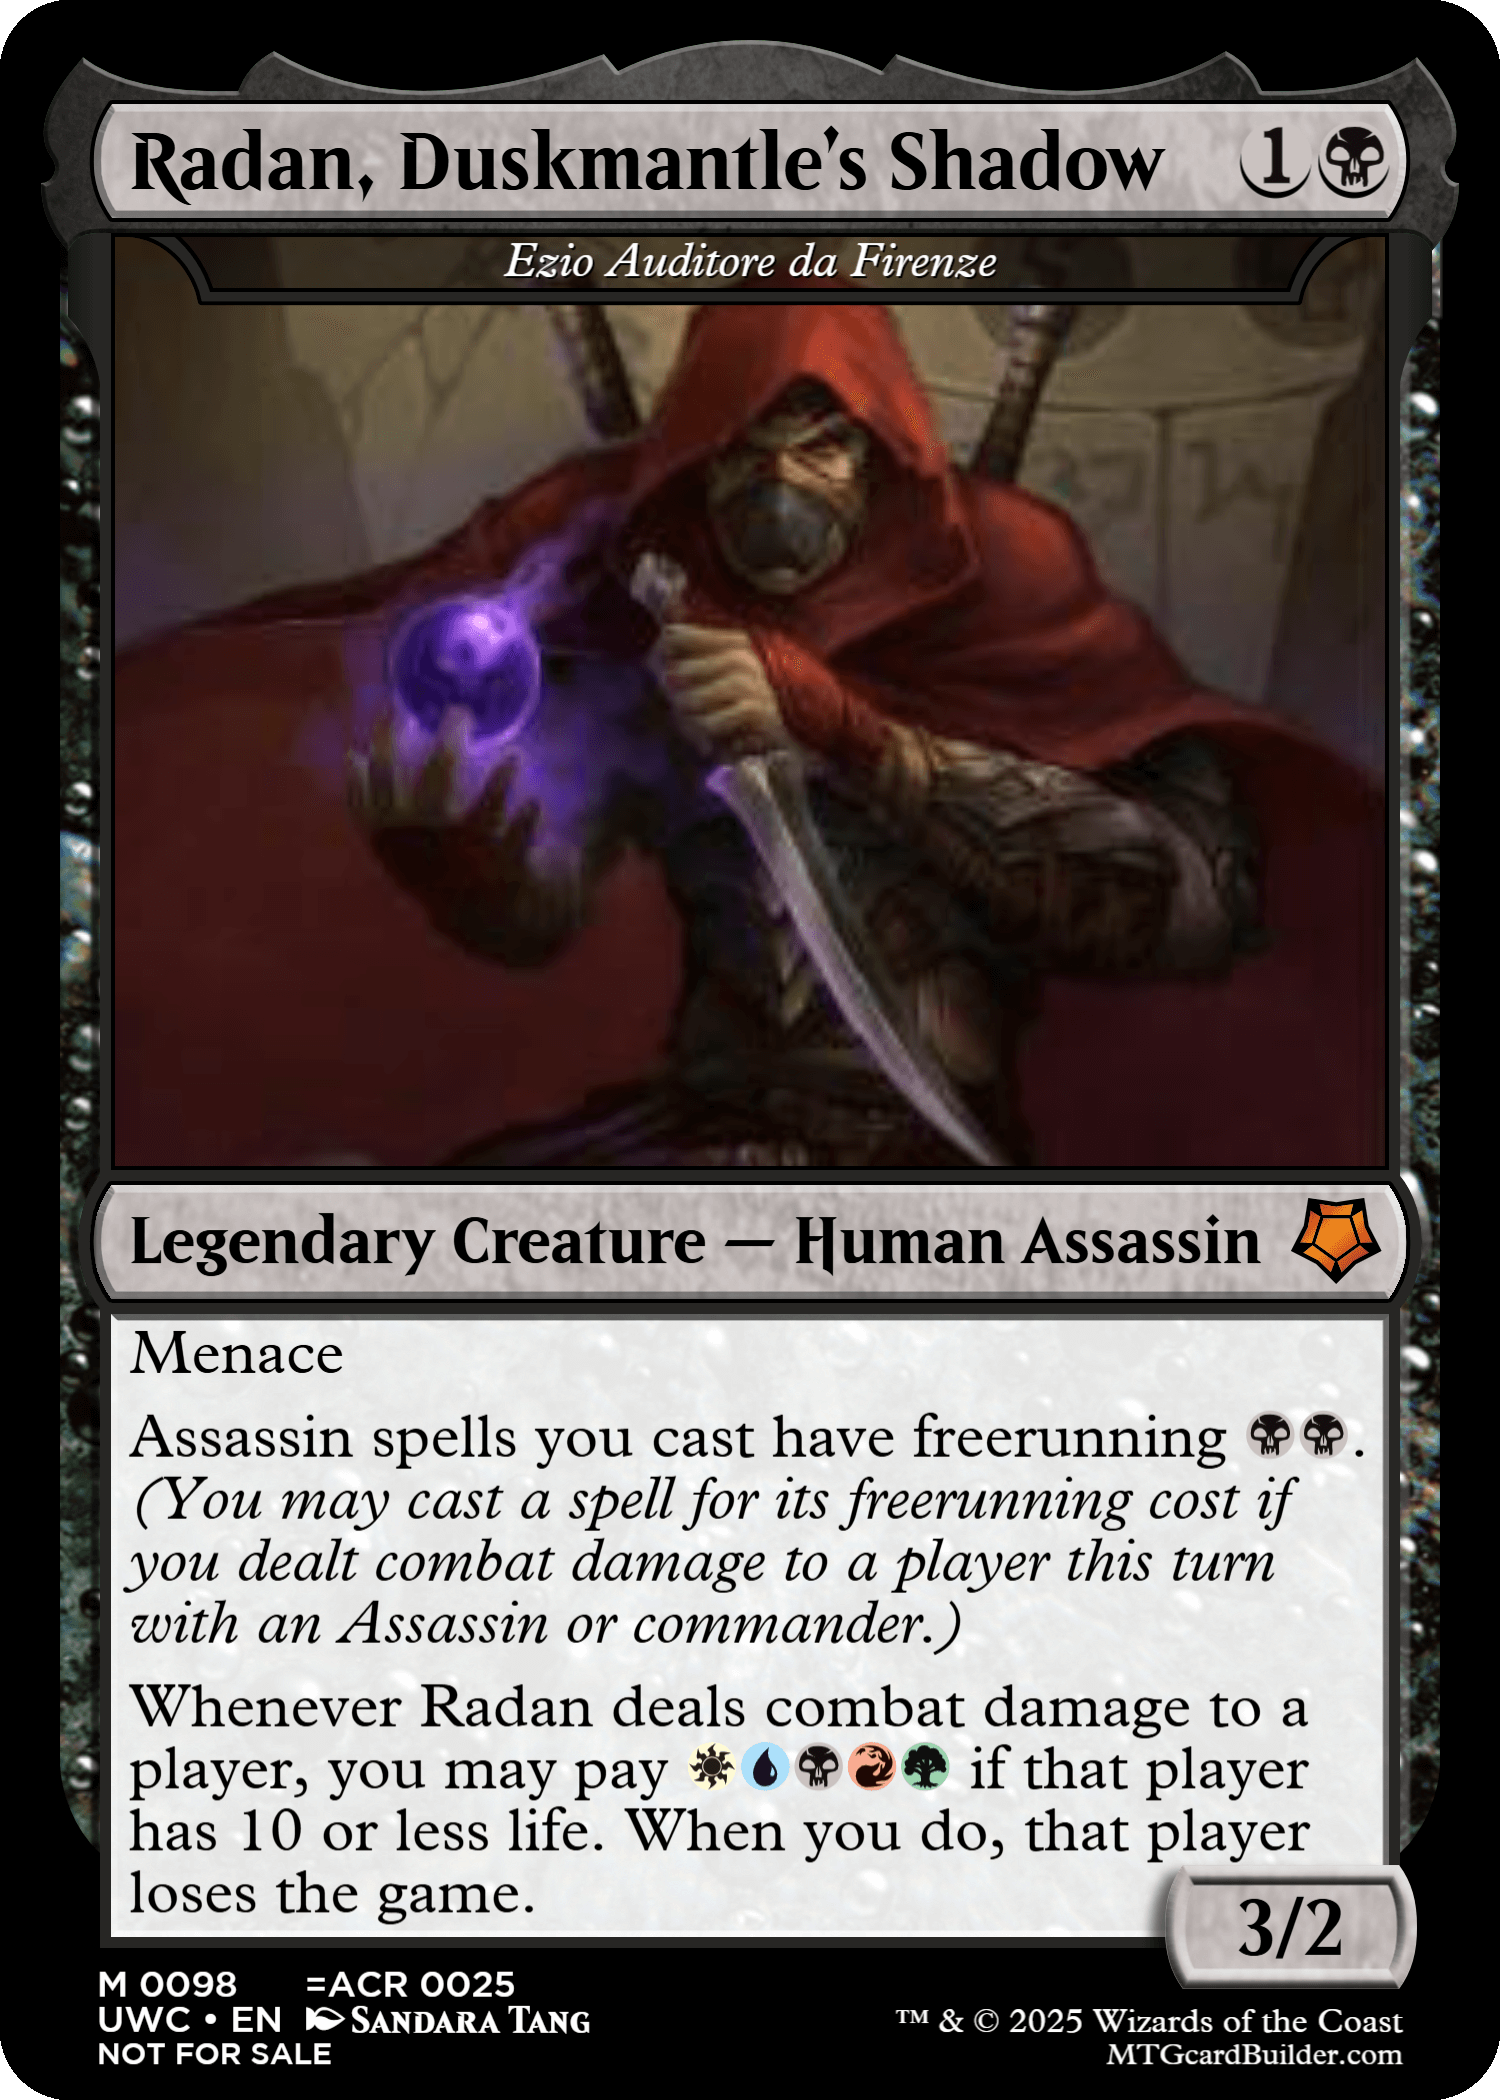 Radan, Duskmantle's Shadow 1
Ezio Auditore da Firenze
Legendary Creature — Human Assassin
Menace
Assassin spells you cast have freerunning .
(You may cast a spell for its freerunning cost if
you dealt combat damage to a player this turn
with an Assassin or commander.)
Whenever Radan deals combat damage to a
player, you may pay if that player
has 10 or less life. When you do, that player
loses the game.
3/2
M 0098 =ACR 0025
UWC • EN SANDARA TANG
NOT FOR SALE
™ & © 2025 Wizards of the Coast
MTGcardBuilder.com